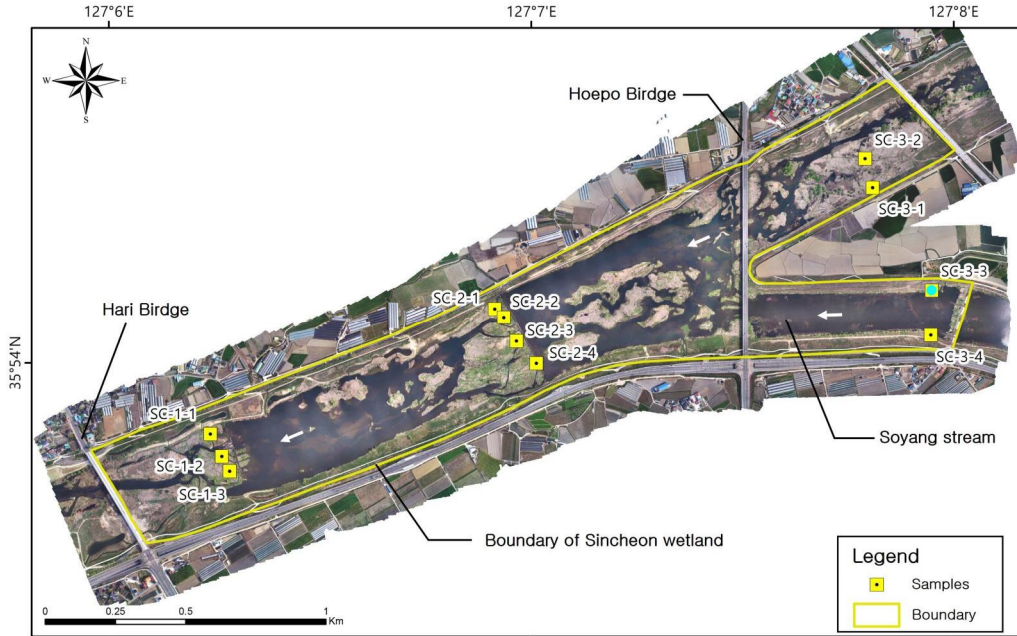 127°6'E
127°7'E
127°8'E
N
W
E
S
Hoepo Birdge
SC-3-2
SC-3-1
SC-3-3
SC-2-1
SC-2-2
Hari Birdge
SC-2-3
35°54'N
SC-2-4
SC-3-4
SC-1-1
Soyang stream
SC-1-2
SC-1-3
Boundary of Sincheon wetland
Legend
Samples
Boundary
0
0.25
0.5
1
Km